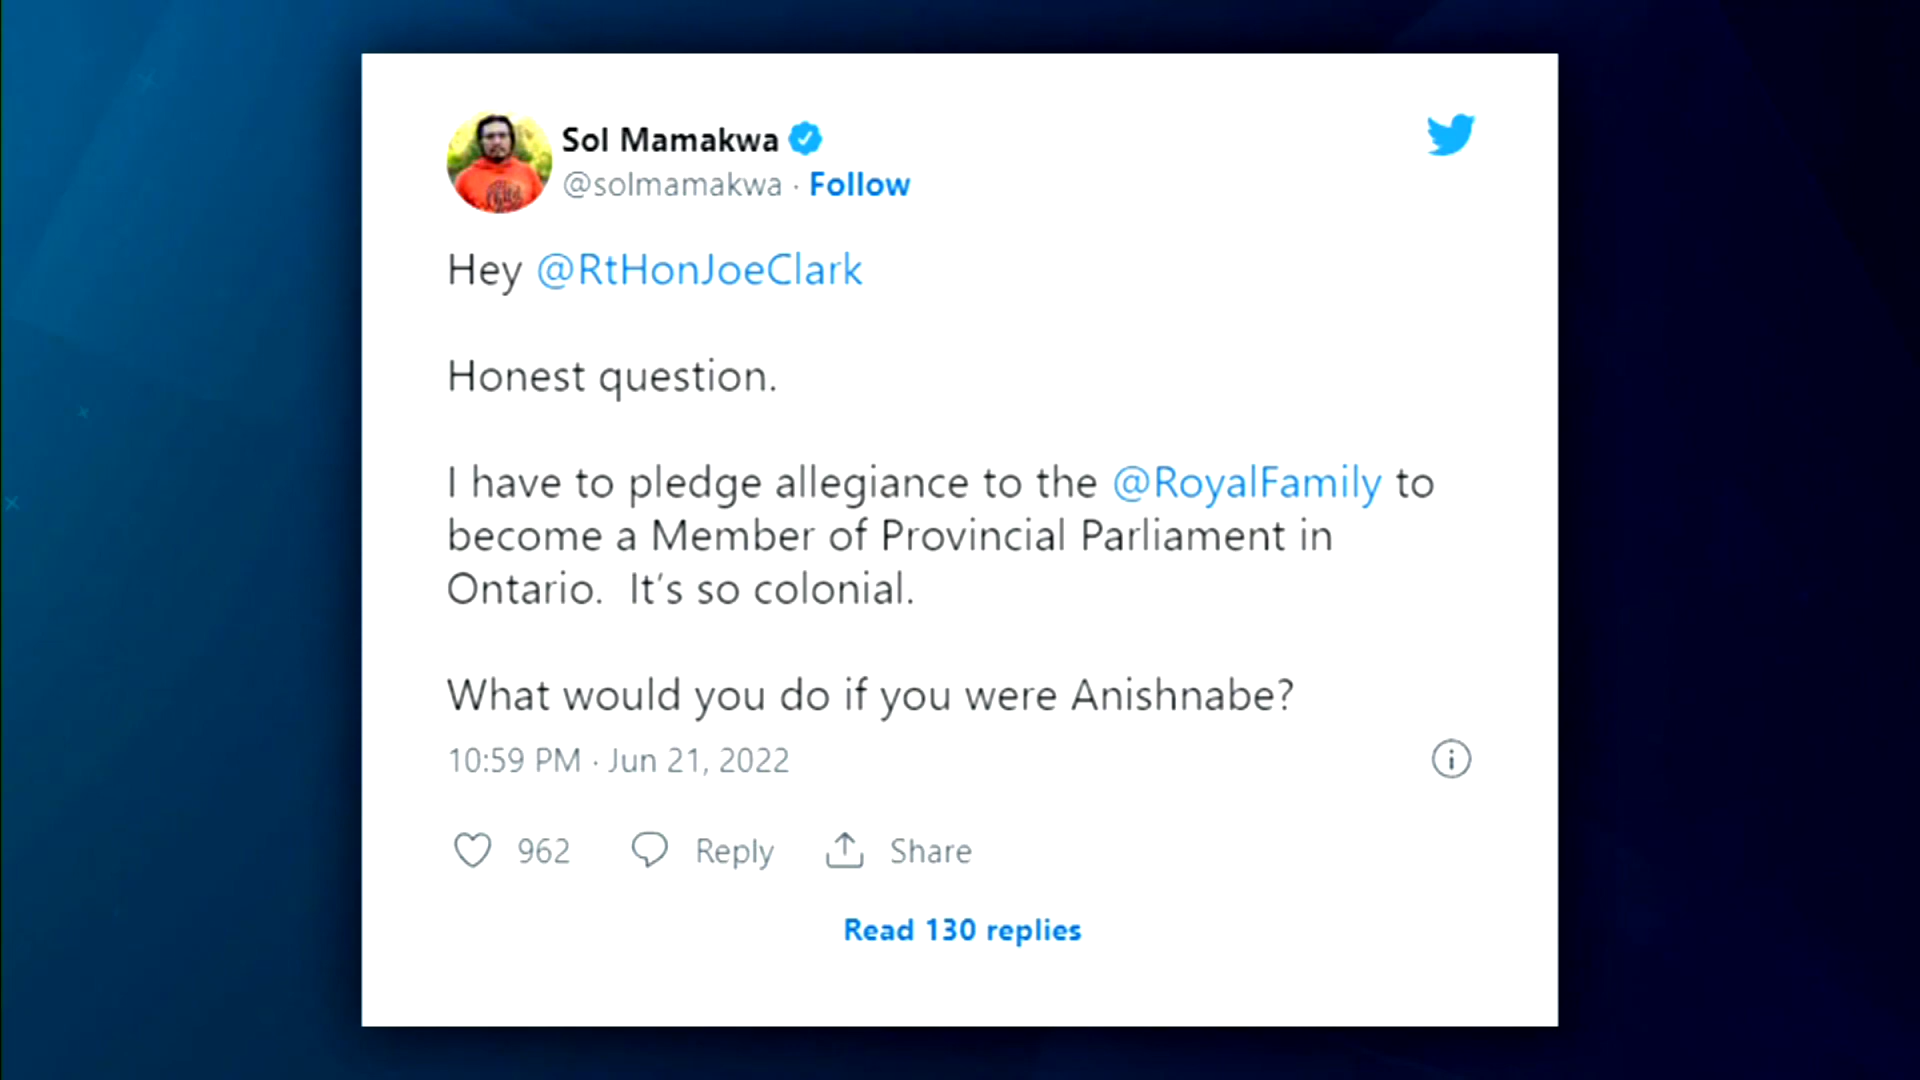 Sol Mamakwa
@solmamakwa · Follow
Hey @RtHonJoeClark
Honest question.
I have to pledge allegiance to the @RoyalFamily to
become a Member of Provincial Parliament in
Ontario.  It's so colonial.
What would you do if you were Anishnabe?
10:59 PM · Jun 21, 2022
962 Reply Share
Read 130 replies